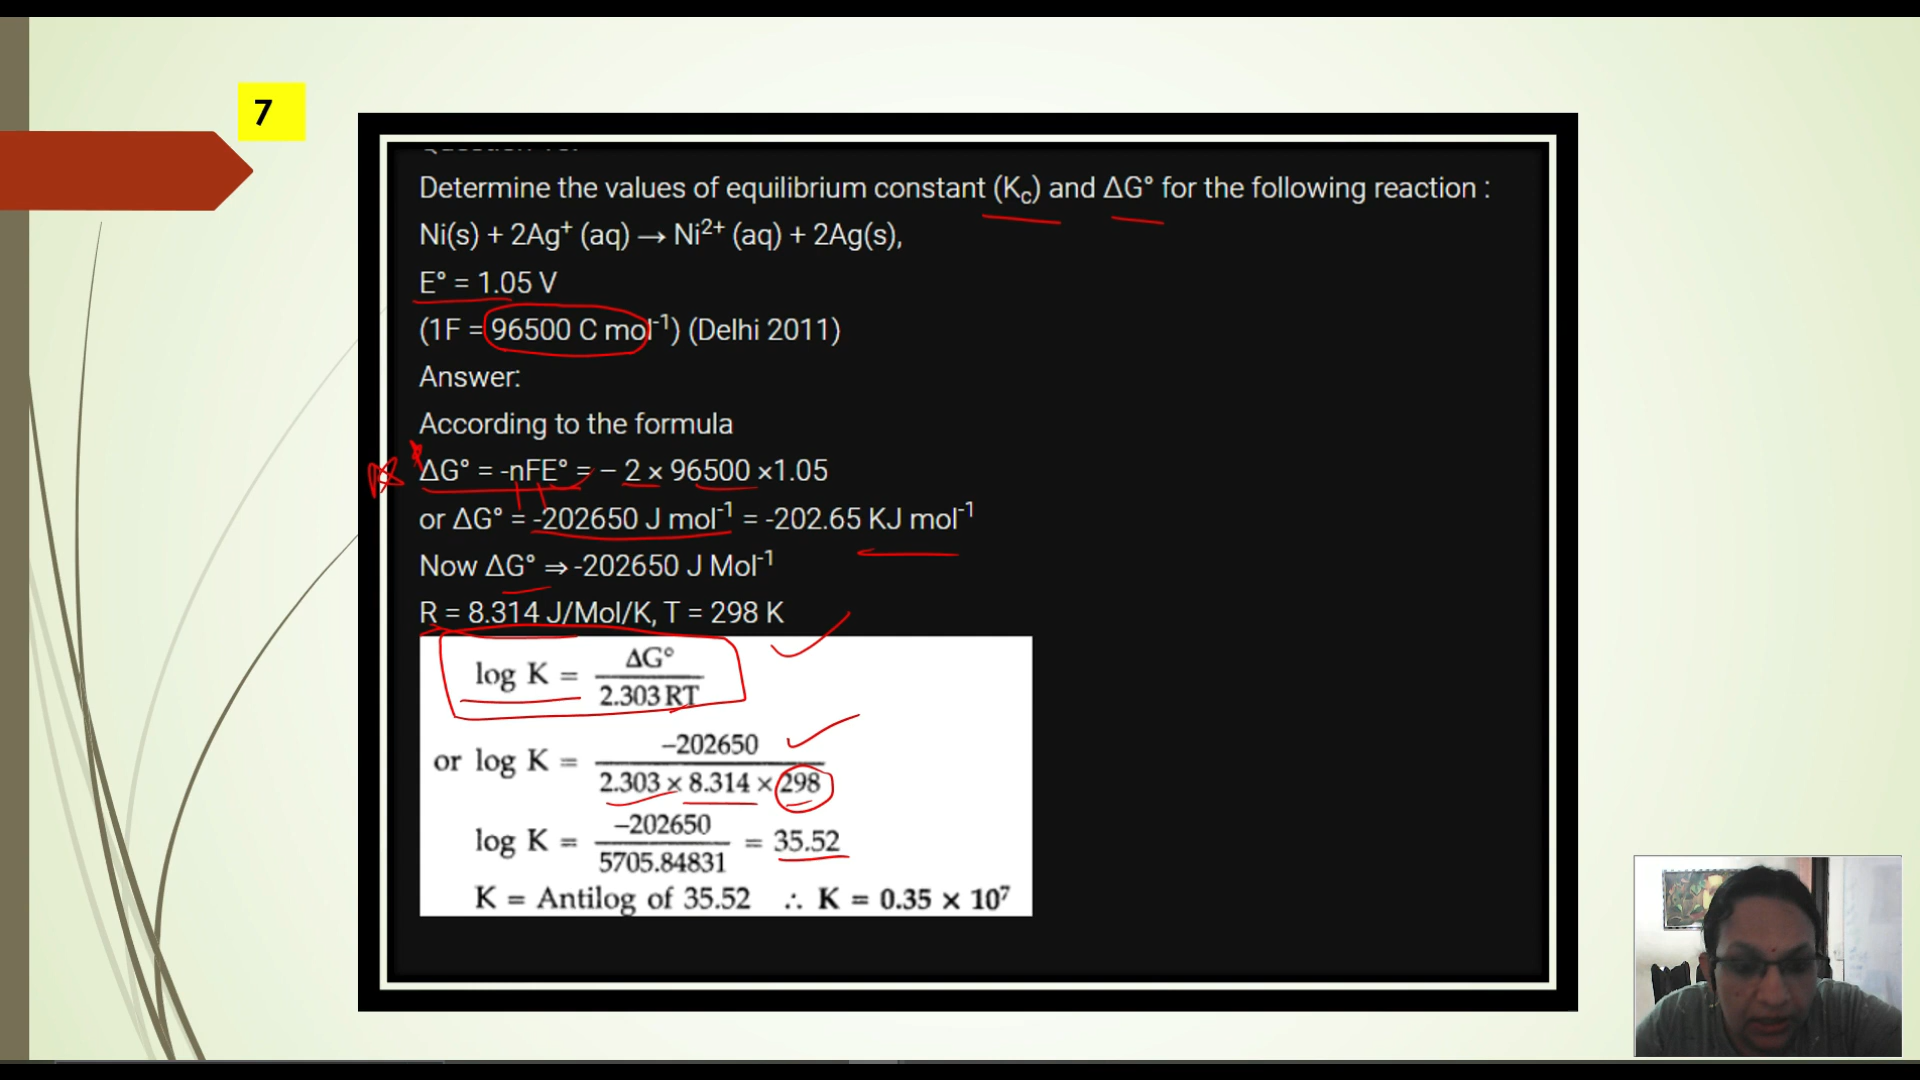 7
Determine the values of equilibrium constant (Kc) and ΔG° for the following reaction :
Ni(s) + 2Ag⁺ (aq) → Ni²⁺ (aq) + 2Ag(s),
E° = 1.05 V
(1F = 96500 C mol⁻¹) (Delhi 2011)
Answer:
According to the formula
ΔG° = -nFE° = – 2 × 96500 ×1.05
or ΔG° = -202650 J mol⁻¹ = -202.65 KJ mol⁻¹
Now ΔG° ⇒ -202650 J Mol⁻¹
R = 8.314 J/Mol/K, T = 298 K
log K = ΔG° / 2.303 RT
or log K = –202650 / 2.303 × 8.314 × 298
log K = –202650 / 5705.84831 = 35.52
K = Antilog of 35.52 ∴ K = 0.35 × 10⁷